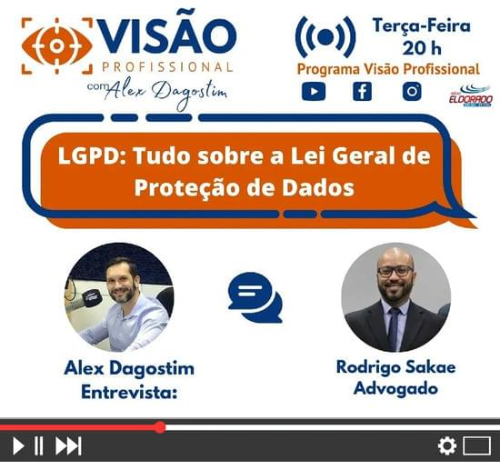 VISÃO
PROFISSIONAL
com Alex Dagostim
Terça-Feira
20 h
Programa Visão Profissional
ELDORADO
LGPD: Tudo sobre a Lei Geral de
Proteção de Dados
Alex Dagostim
Entrevista:
Rodrigo Sakae
Advogado